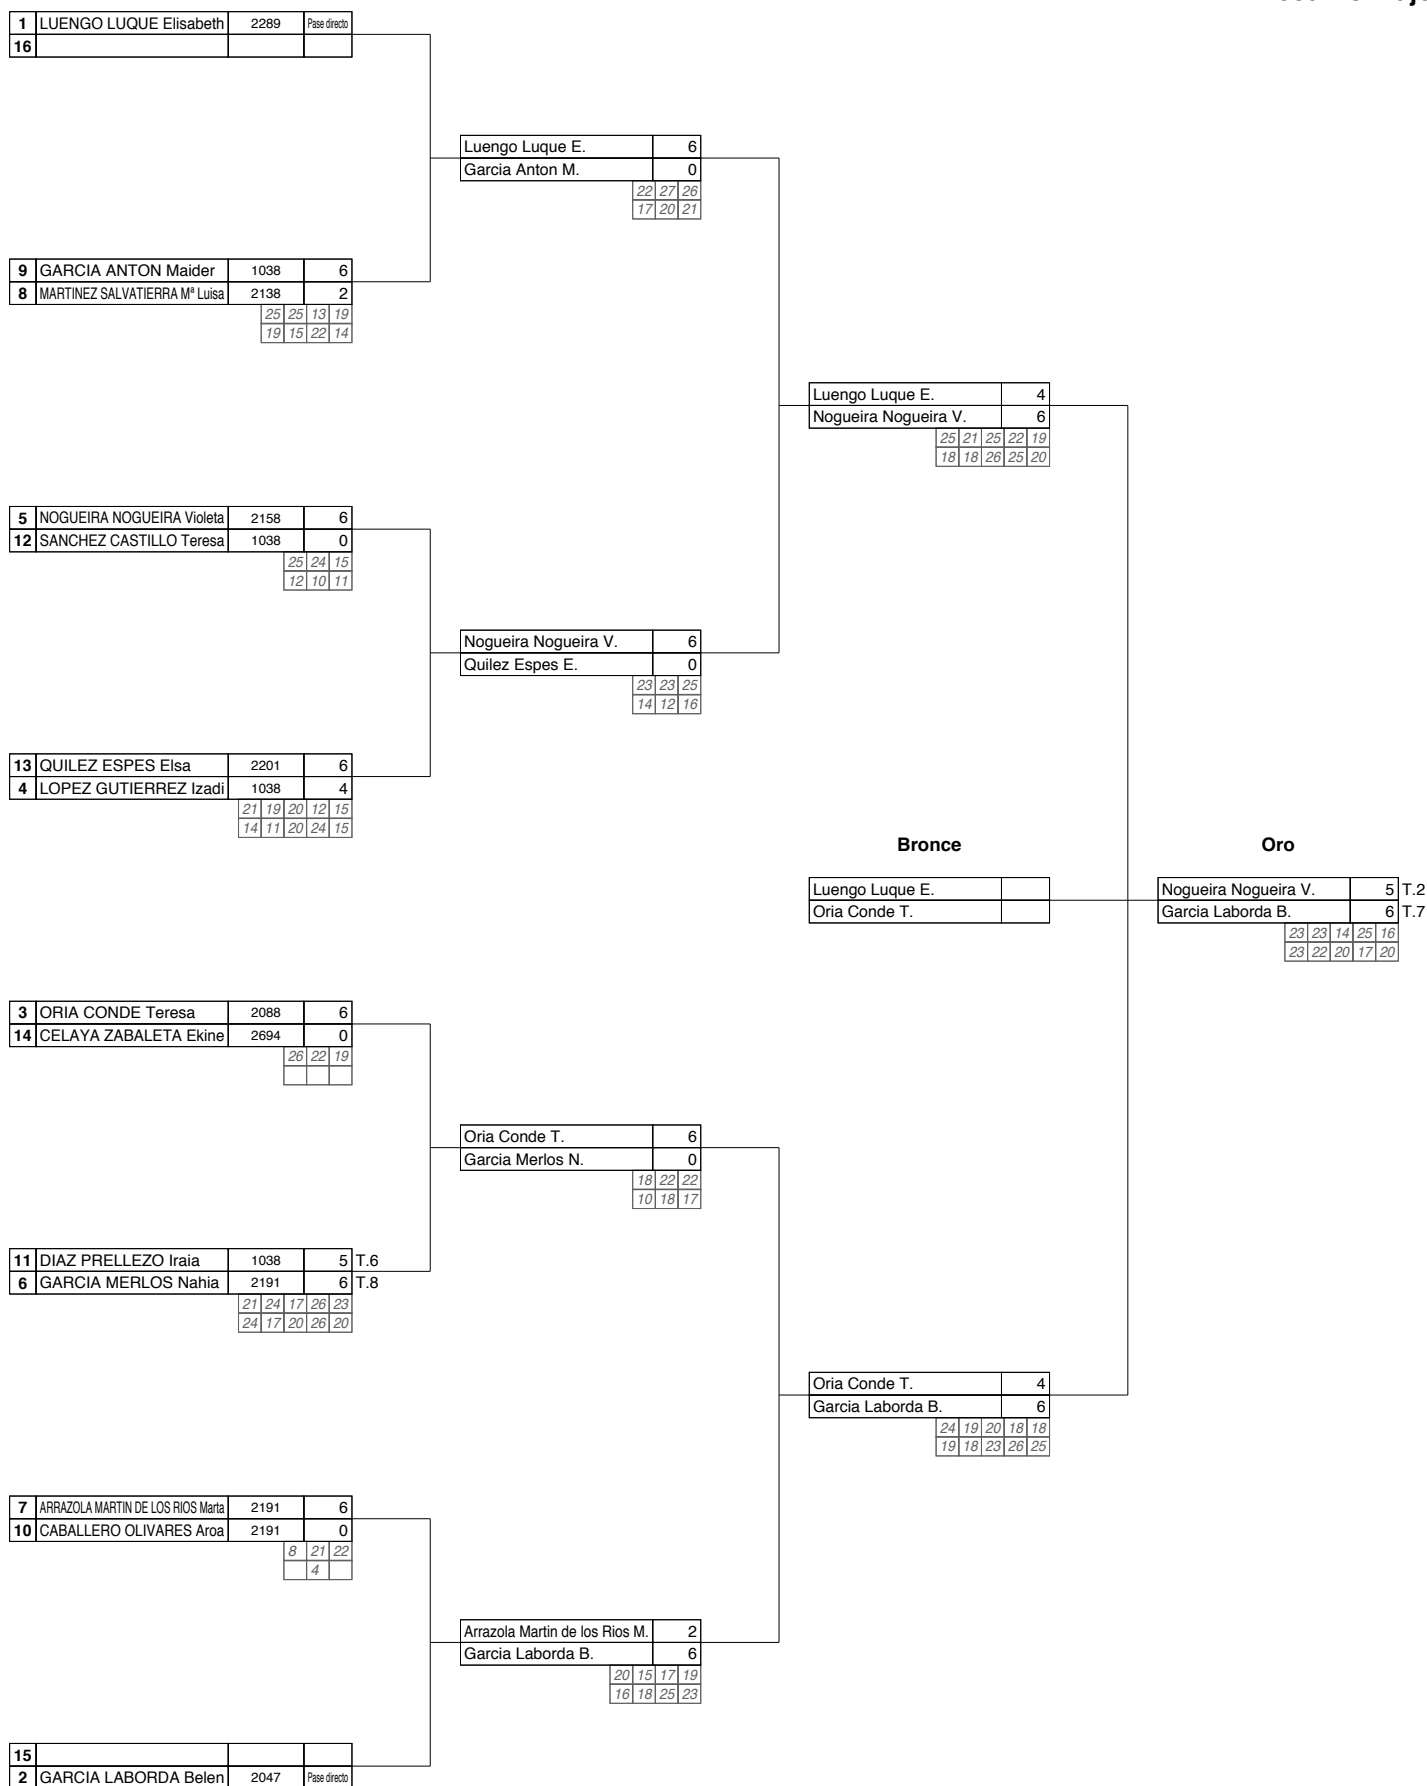 1 LUENGO LUQUE Elisabeth 2289 Pase directo
16
Luengo Luque E. 6
Garcia Anton M. 0
22 27 26
17 20 21
9 GARCIA ANTON Maider 1038 6
8 MARTINEZ SALVATIERRA Mª Luisa 2138 2
25 25 13 19
19 15 22 14
Luengo Luque E. 4
Nogueira Nogueira V. 6
25 21 25 22 19
18 18 26 25 20
5 NOGUEIRA NOGUEIRA Violeta 2158 6
12 SANCHEZ CASTILLO Teresa 1038 0
25 24 15
12 10 11
Nogueira Nogueira V. 6
Quilez Espes E. 0
23 23 25
14 12 16
13 QUILEZ ESPES Elsa 2201 6
4 LOPEZ GUTIERREZ Izadi 1038 4
21 19 20 12 15
14 11 20 24 15
Bronce Oro
Luengo Luque E. Nogueira Nogueira V. 5 T.2
Oria Conde T. Garcia Laborda B. 6 T.7
23 23 14 25 16
23 22 20 17 20
3 ORIA CONDE Teresa 2088 6
14 CELAYA ZABALETA Ekine 2694 0
26 22 19
Oria Conde T. 6
Garcia Merlos N. 0
18 22 22
10 18 17
11 DIAZ PRELLEZO Iraia 1038 5 T.6
6 GARCIA MERLOS Nahia 2191 6 T.8
21 24 17 26 23
24 17 20 26 20
Oria Conde T. 4
Garcia Laborda B. 6
24 19 20 18 18
19 18 23 26 25
7 ARRAZOLA MARTIN DE LOS RIOS Marta 2191 6
10 CABALLERO OLIVARES Aroa 2191 0
8 21 22
4
Arrazola Martin de los Rios M. 2
Garcia Laborda B. 6
20 15 17 19
16 18 25 23
15
2 GARCIA LABORDA Belen 2047 Pase directo